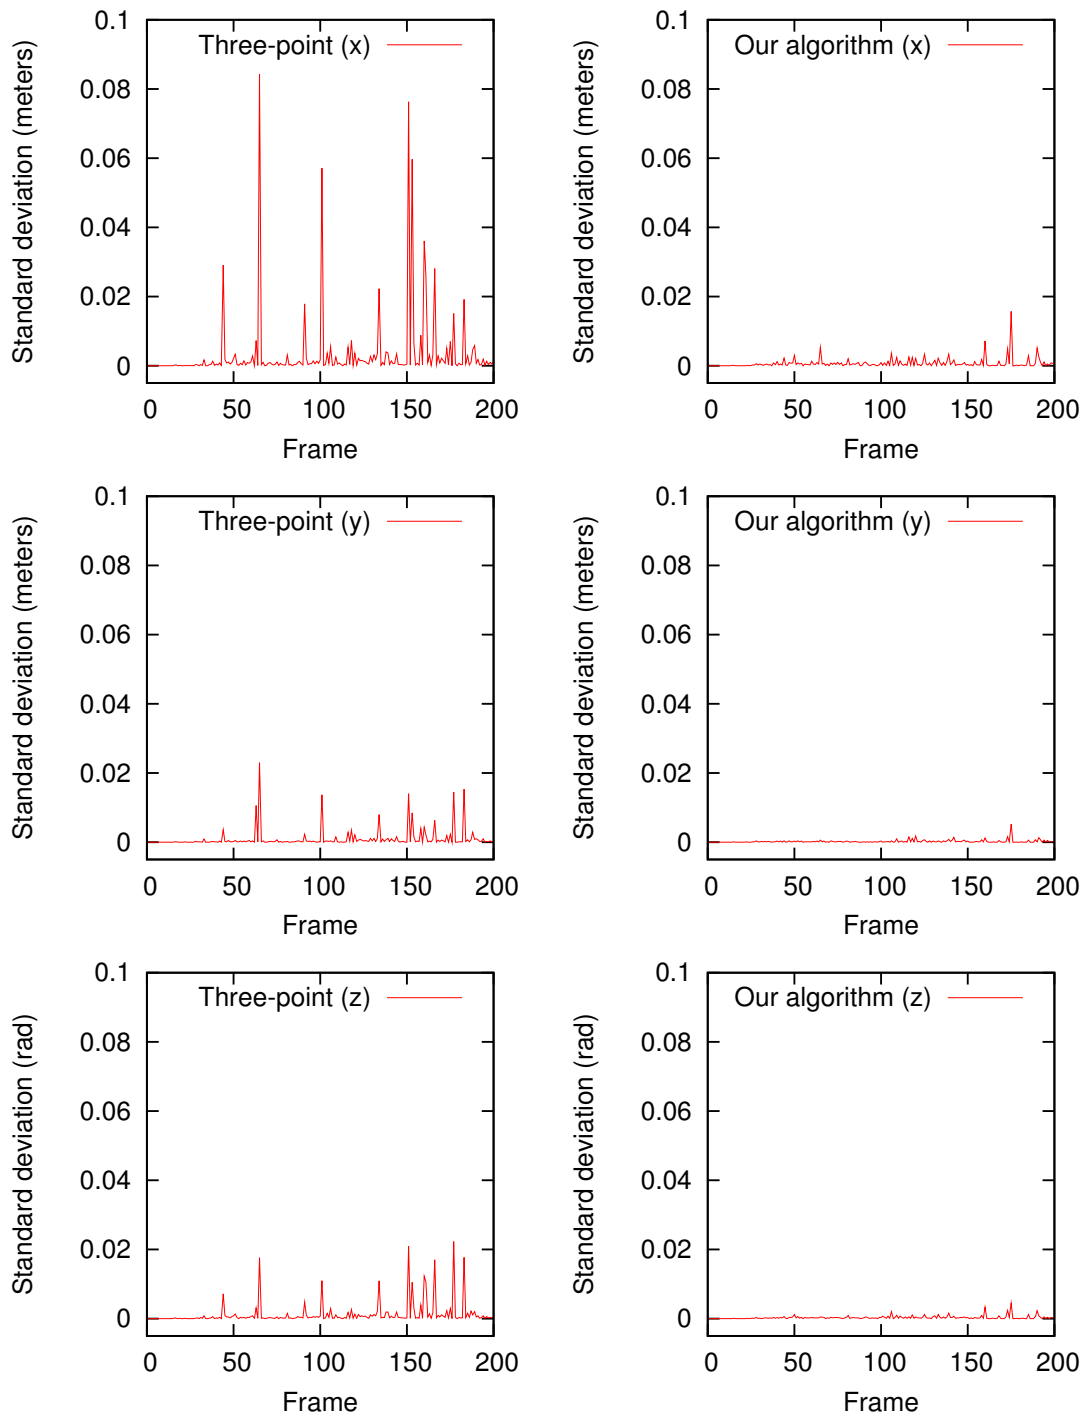 0.1
0.08
0.06
0.04
0.02
0
Standard deviation (meters)
Three-point (x)
0 50 100 150 200
Frame
0.1
0.08
0.06
0.04
0.02
0
Standard deviation (meters)
Our algorithm (x)
0 50 100 150 200
Frame
0.1
0.08
0.06
0.04
0.02
0
Standard deviation (meters)
Three-point (y)
0 50 100 150 200
Frame
0.1
0.08
0.06
0.04
0.02
0
Standard deviation (meters)
Our algorithm (y)
0 50 100 150 200
Frame
0.1
0.08
0.06
0.04
0.02
0
Standard deviation (rad)
Three-point (z)
0 50 100 150 200
Frame
0.1
0.08
0.06
0.04
0.02
0
Standard deviation (rad)
Our algorithm (z)
0 50 100 150 200
Frame